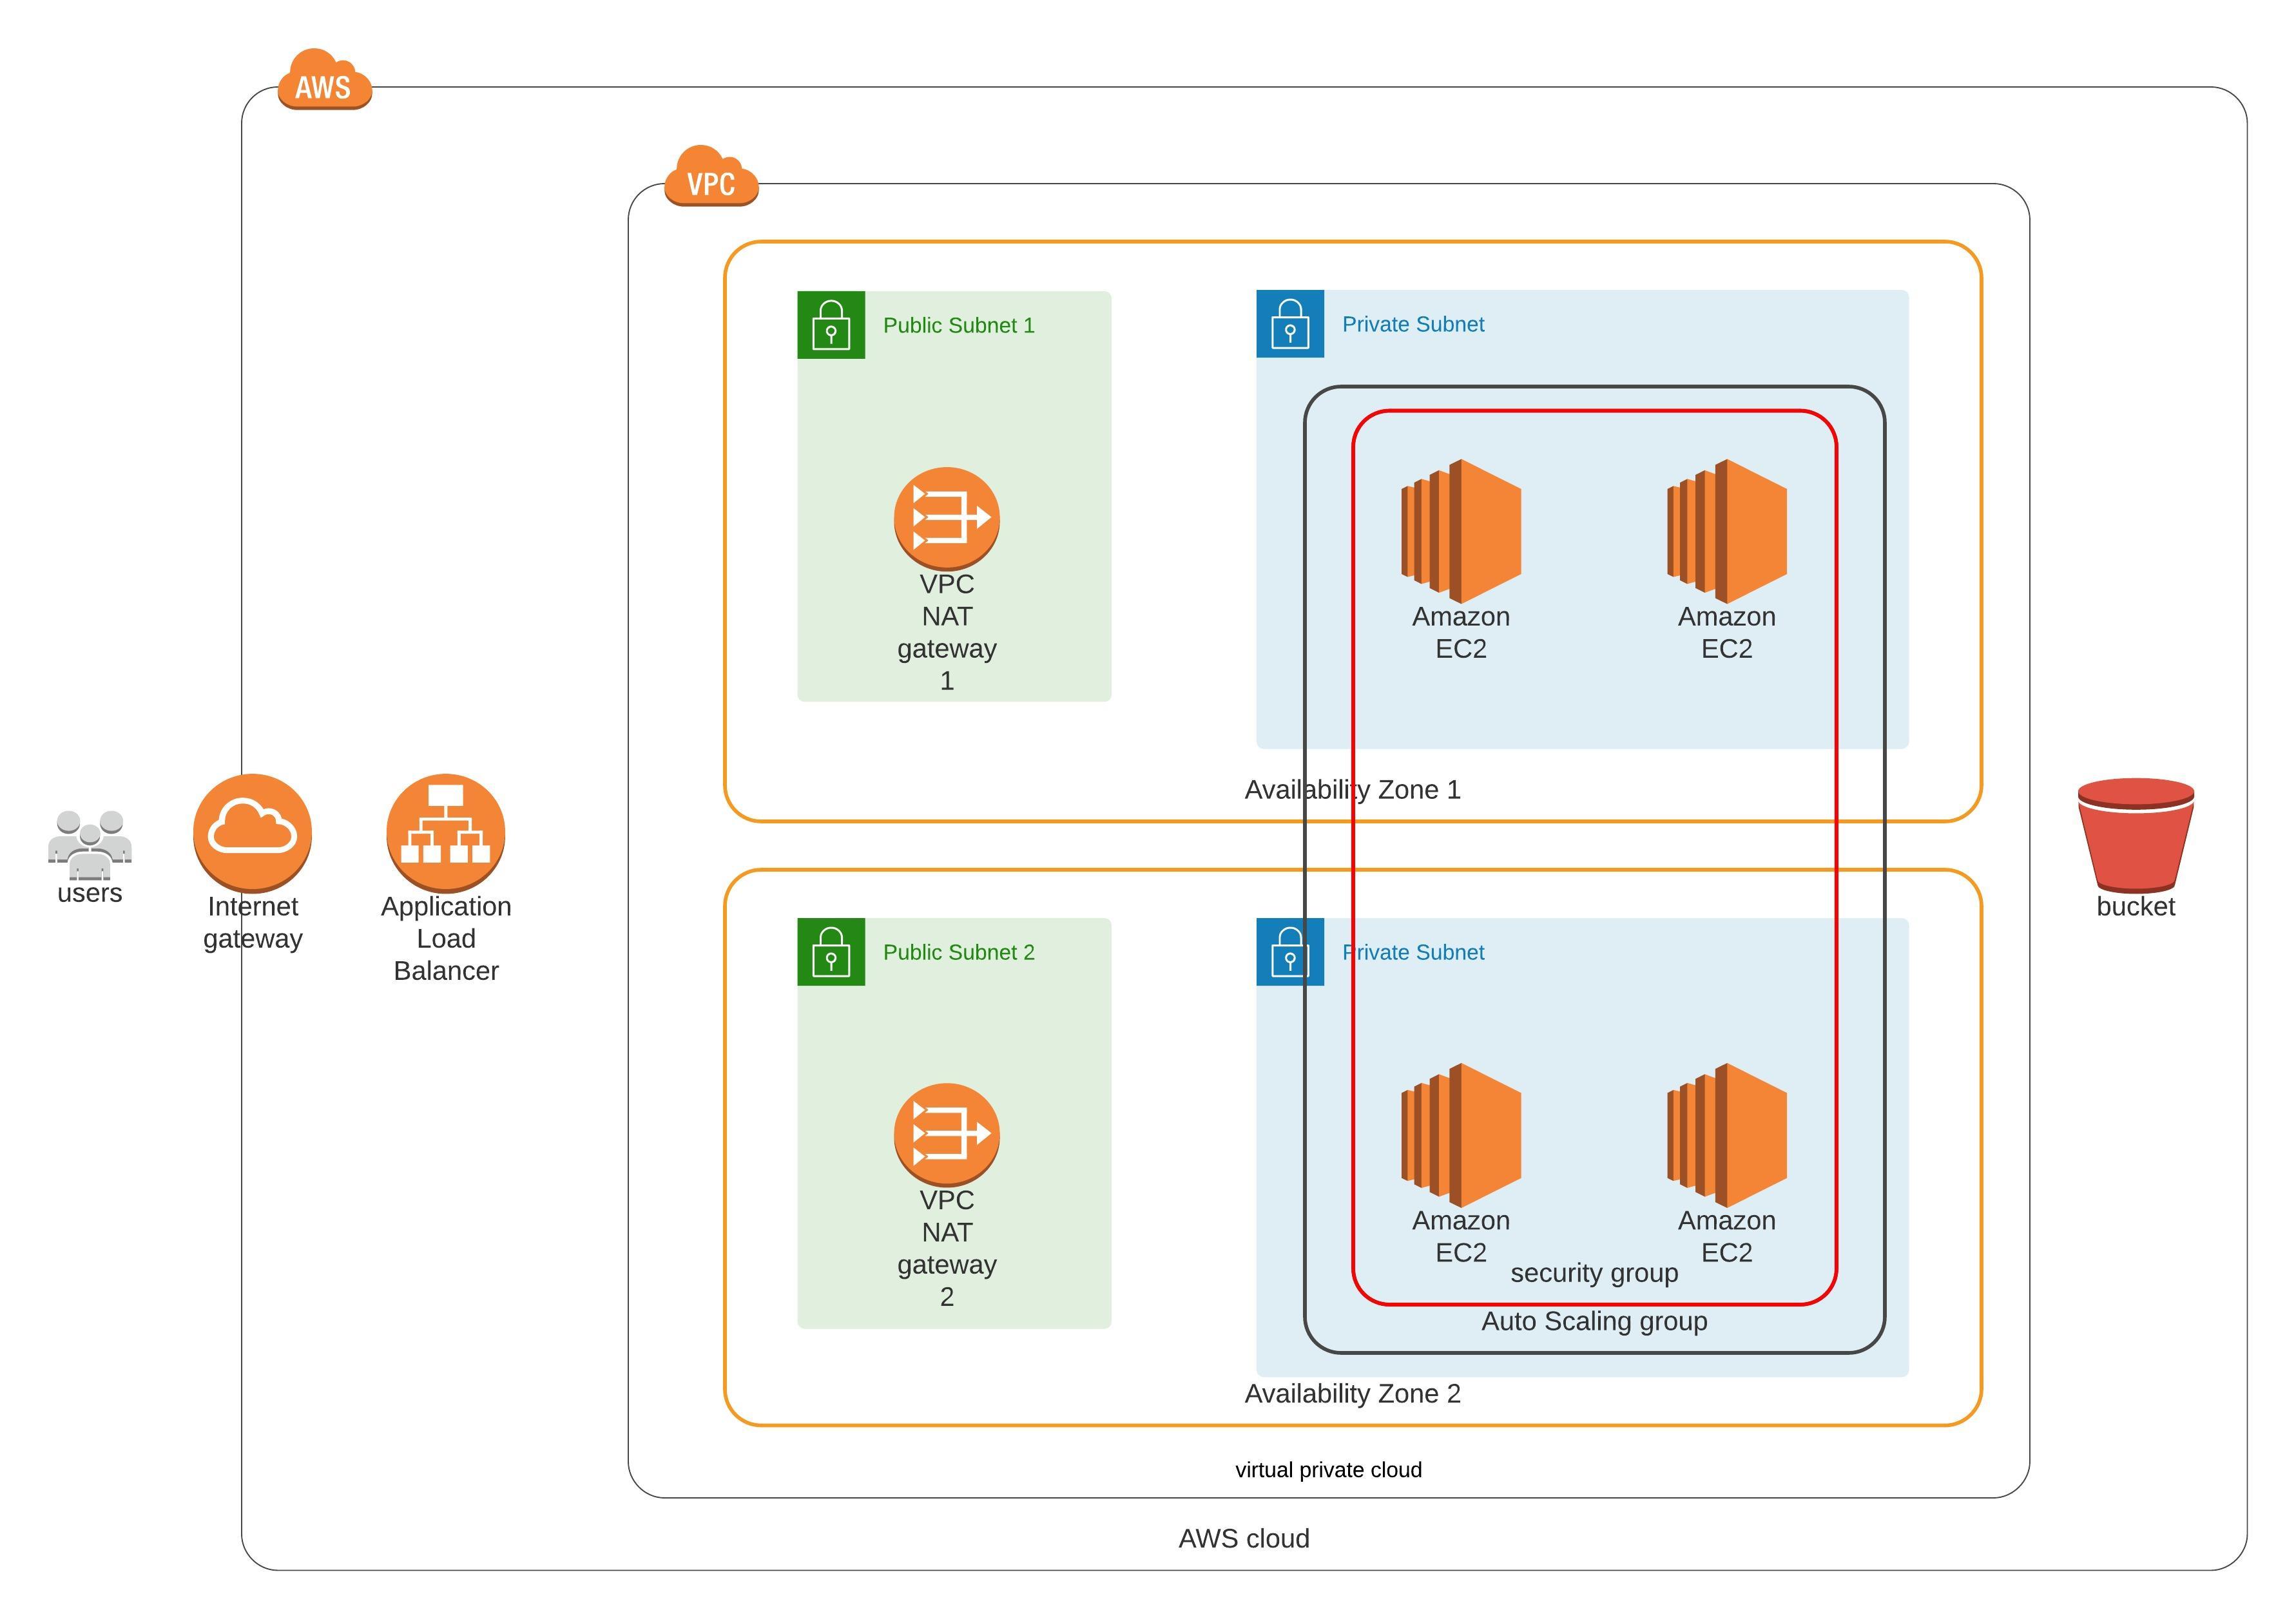 AWS
VPC
Public Subnet 1
Private Subnet
VPC
NAT
gateway
1
Amazon
EC2
Amazon
EC2
Availability Zone 1
users
Internet
gateway
Application
Load
Balancer
bucket
Public Subnet 2
Private Subnet
VPC
NAT
gateway
2
Amazon
EC2
Amazon
EC2
security group
Auto Scaling group
Availability Zone 2
virtual private cloud
AWS cloud